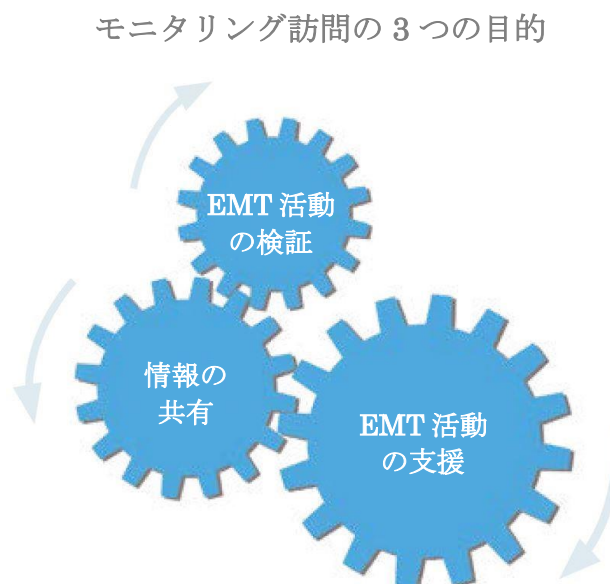 モニタリング訪問の 3 つの目的
EMT 活動
の検証
情報の
共有
EMT 活動
の支援